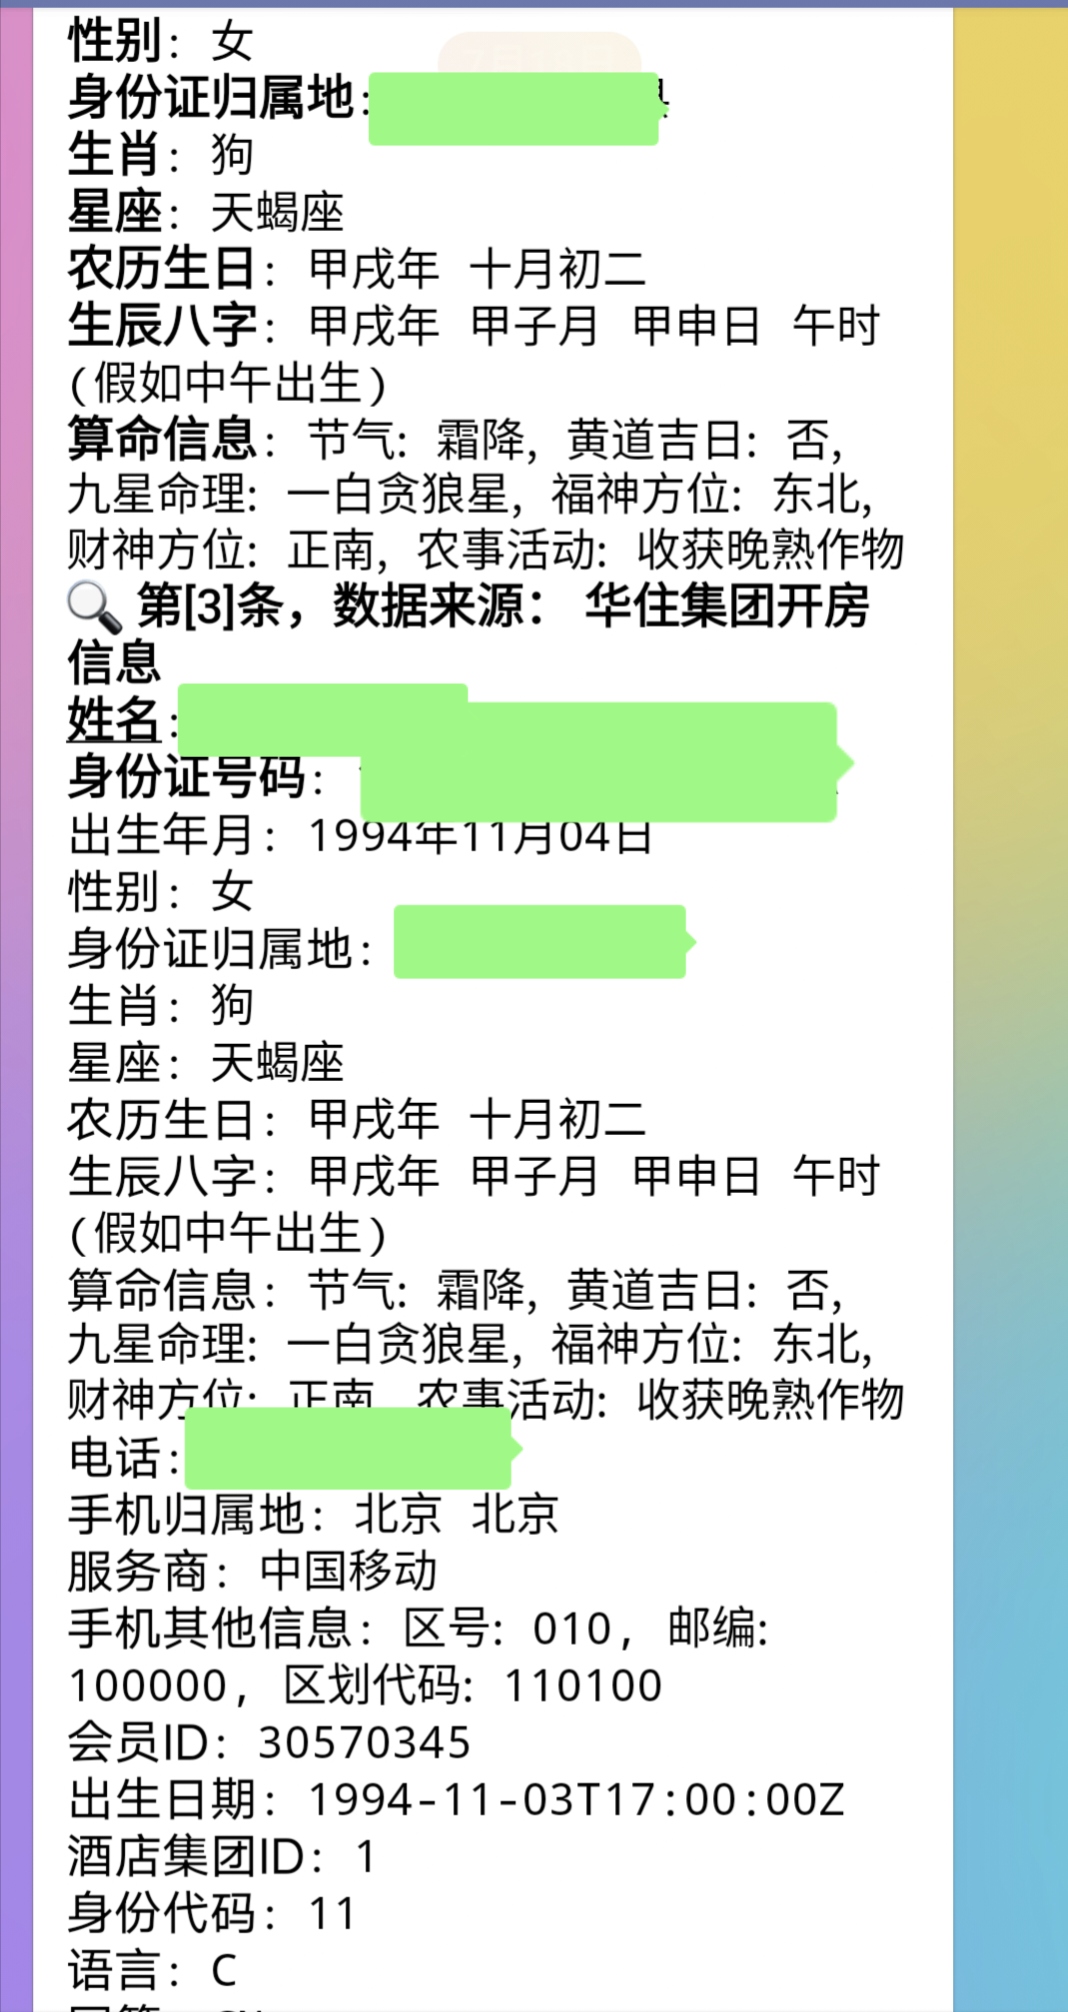 性别：女
身份证归属地：
生肖：狗
星座：天蝎座
农历生日：甲戌年 十月初二
生辰八字：甲戌年 甲子月 甲申日 午时
(假如中午出生)
算命信息：节气：霜降，黄道吉日：否，
九星命理：一白贪狼星，福神方位：东北，
财神方位：正南，农事活动：收获晚熟作物
🔍 第[3]条，数据来源： 华住集团开房
信息
姓名：
身份证号码：
出生年月：1994年11月04日
性别：女
身份证归属地：
生肖：狗
星座：天蝎座
农历生日：甲戌年 十月初二
生辰八字：甲戌年 甲子月 甲申日 午时
(假如中午出生)
算命信息：节气：霜降，黄道吉日：否，
九星命理：一白贪狼星，福神方位：东北，
财神方位：正南，农事活动：收获晚熟作物
电话：
手机归属地：北京 北京
服务商：中国移动
手机其他信息：区号：010，邮编：
100000，区划代码：110100
会员ID：30570345
出生日期：1994-11-03T17:00:00Z
酒店集团ID：1
身份代码：11
语言：C